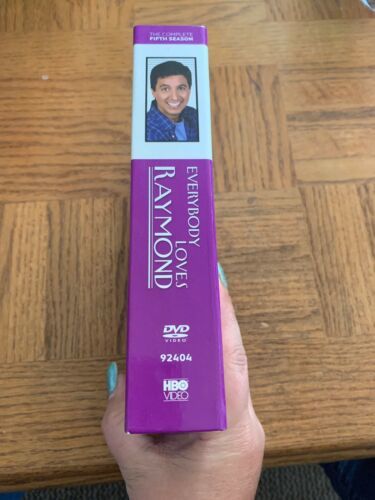 THE COMPLETE
FIFTH SEASON
EVERYBODY
LOVES
RAYMOND
DVD
VIDEO
92404
HBO
VIDEO